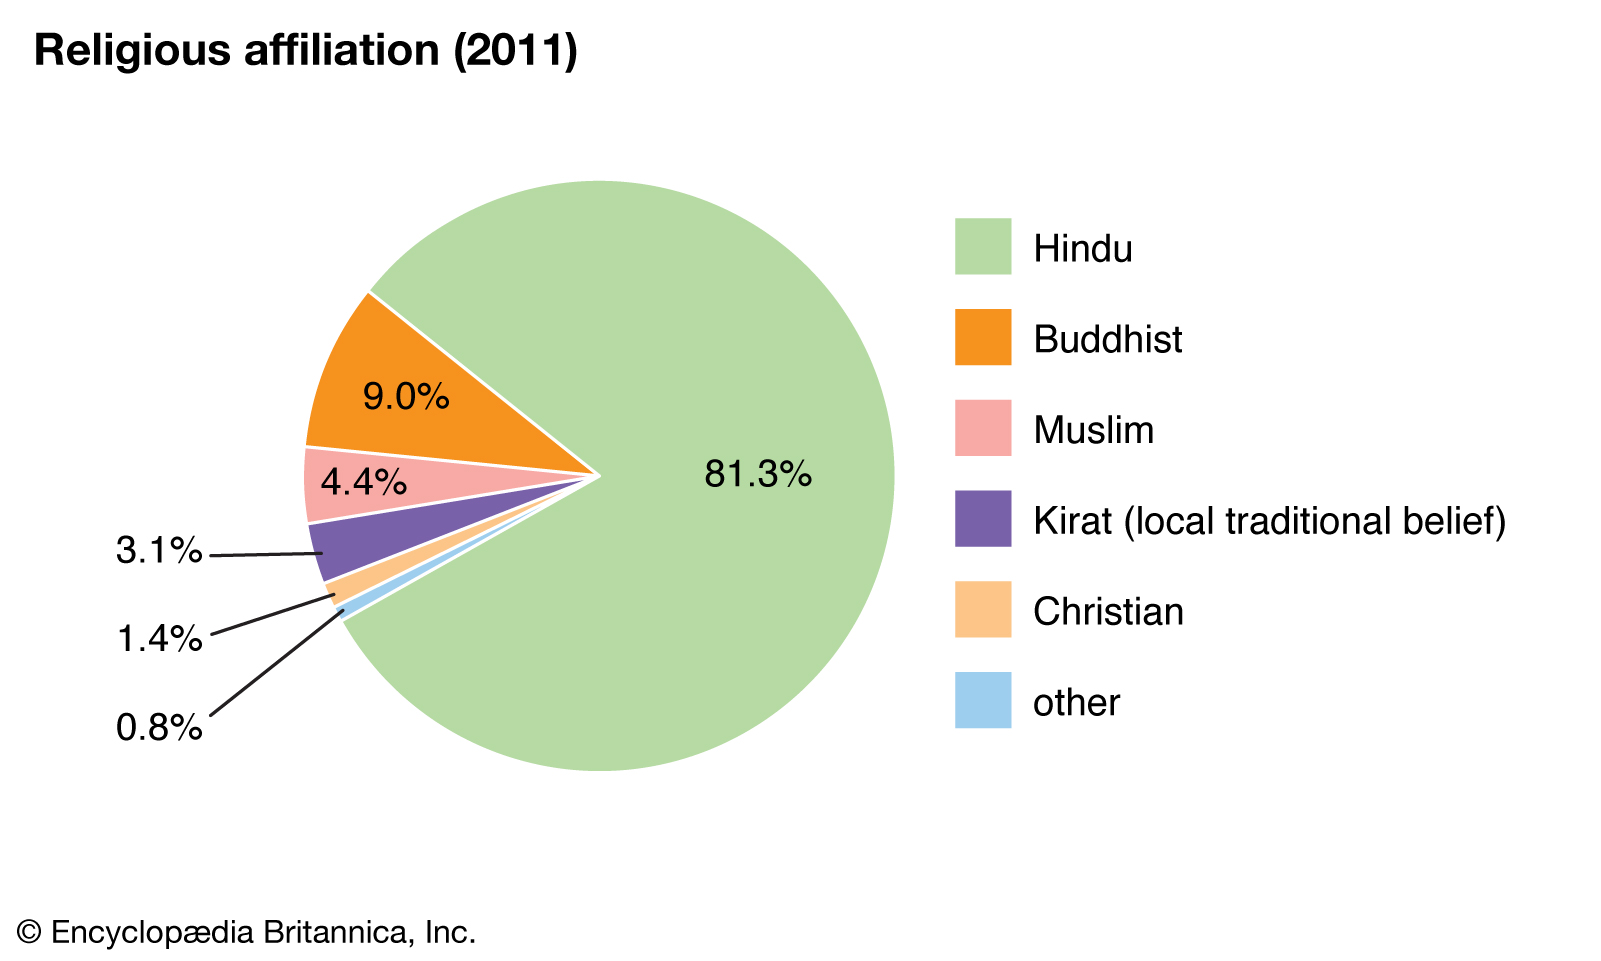 Religious affiliation (2011)
81.3%
9.0%
4.4%
3.1%
1.4%
0.8%
Hindu
Buddhist
Muslim
Kirat (local traditional belief)
Christian
other
© Encyclopædia Britannica, Inc.